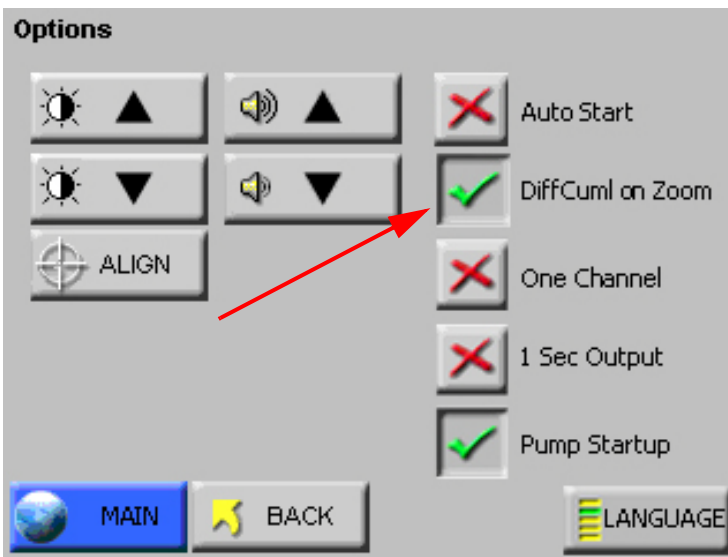 Options
Auto Start
DiffCuml on Zoom
ALIGN
One Channel
1 Sec Output
Pump Startup
MAIN
BACK
LANGUAGE